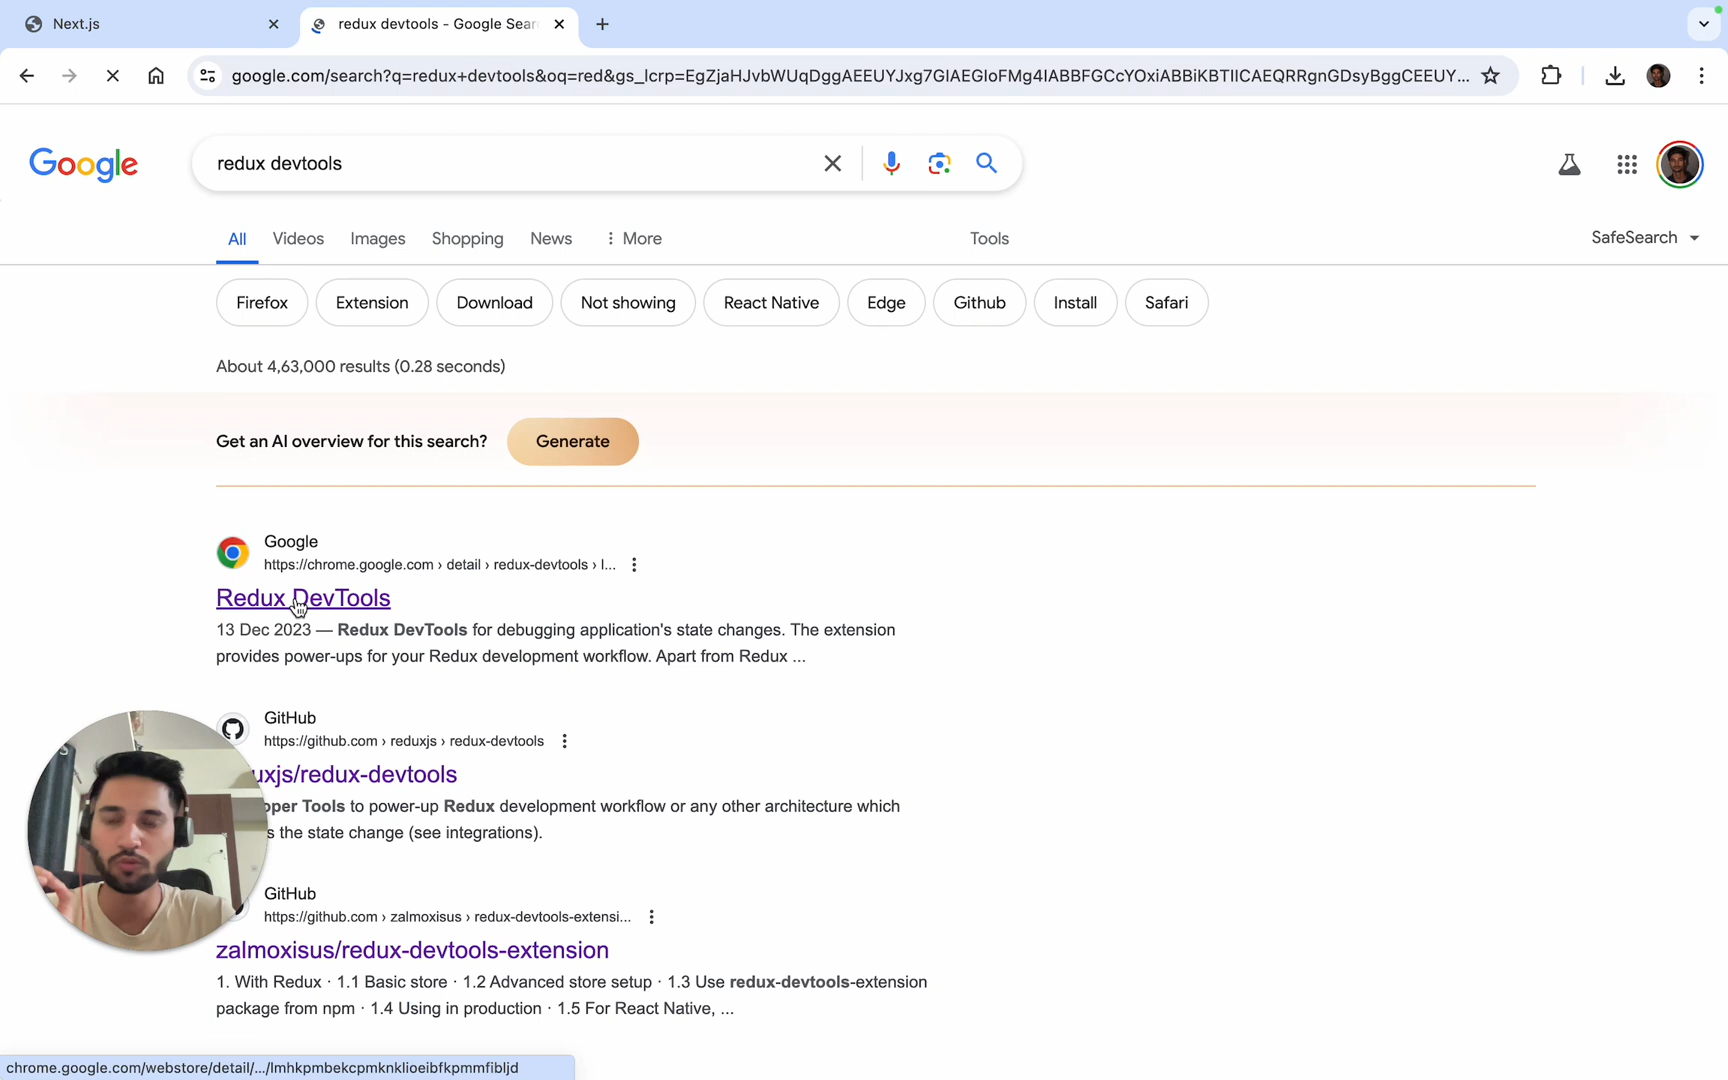 Next.js
redux devtools - Google Sear
google.com/search?q=redux+devtools&oq=red&gs_lcrp=EgZjaHJvbWUqDggAEEUYJxg7GIAEGIoFMg4IABBFGCcYOxiABBiKBTIICAEQRRgnGDsyBggCEEUY...
Google
redux devtools
All Videos Images Shopping News More Tools
SafeSearch
Firefox Extension Download Not showing React Native Edge Github Install Safari
About 4,63,000 results (0.28 seconds)
Get an AI overview for this search? Generate
Google
https://chrome.google.com › detail › redux-devtools › l...
Redux DevTools
13 Dec 2023 — Redux DevTools for debugging application's state changes. The extension
provides power-ups for your Redux development workflow. Apart from Redux ...
GitHub
https://github.com › reduxjs › redux-devtools
uxjs/redux-devtools
oper Tools to power-up Redux development workflow or any other architecture which
s the state change (see integrations).
GitHub
https://github.com › zalmoxisus › redux-devtools-extensi...
zalmoxisus/redux-devtools-extension
1. With Redux · 1.1 Basic store · 1.2 Advanced store setup · 1.3 Use redux-devtools-extension
package from npm · 1.4 Using in production · 1.5 For React Native, ...
chrome.google.com/webstore/detail/.../lmhkpmbekcpmknklioeibfkpmmfibljd